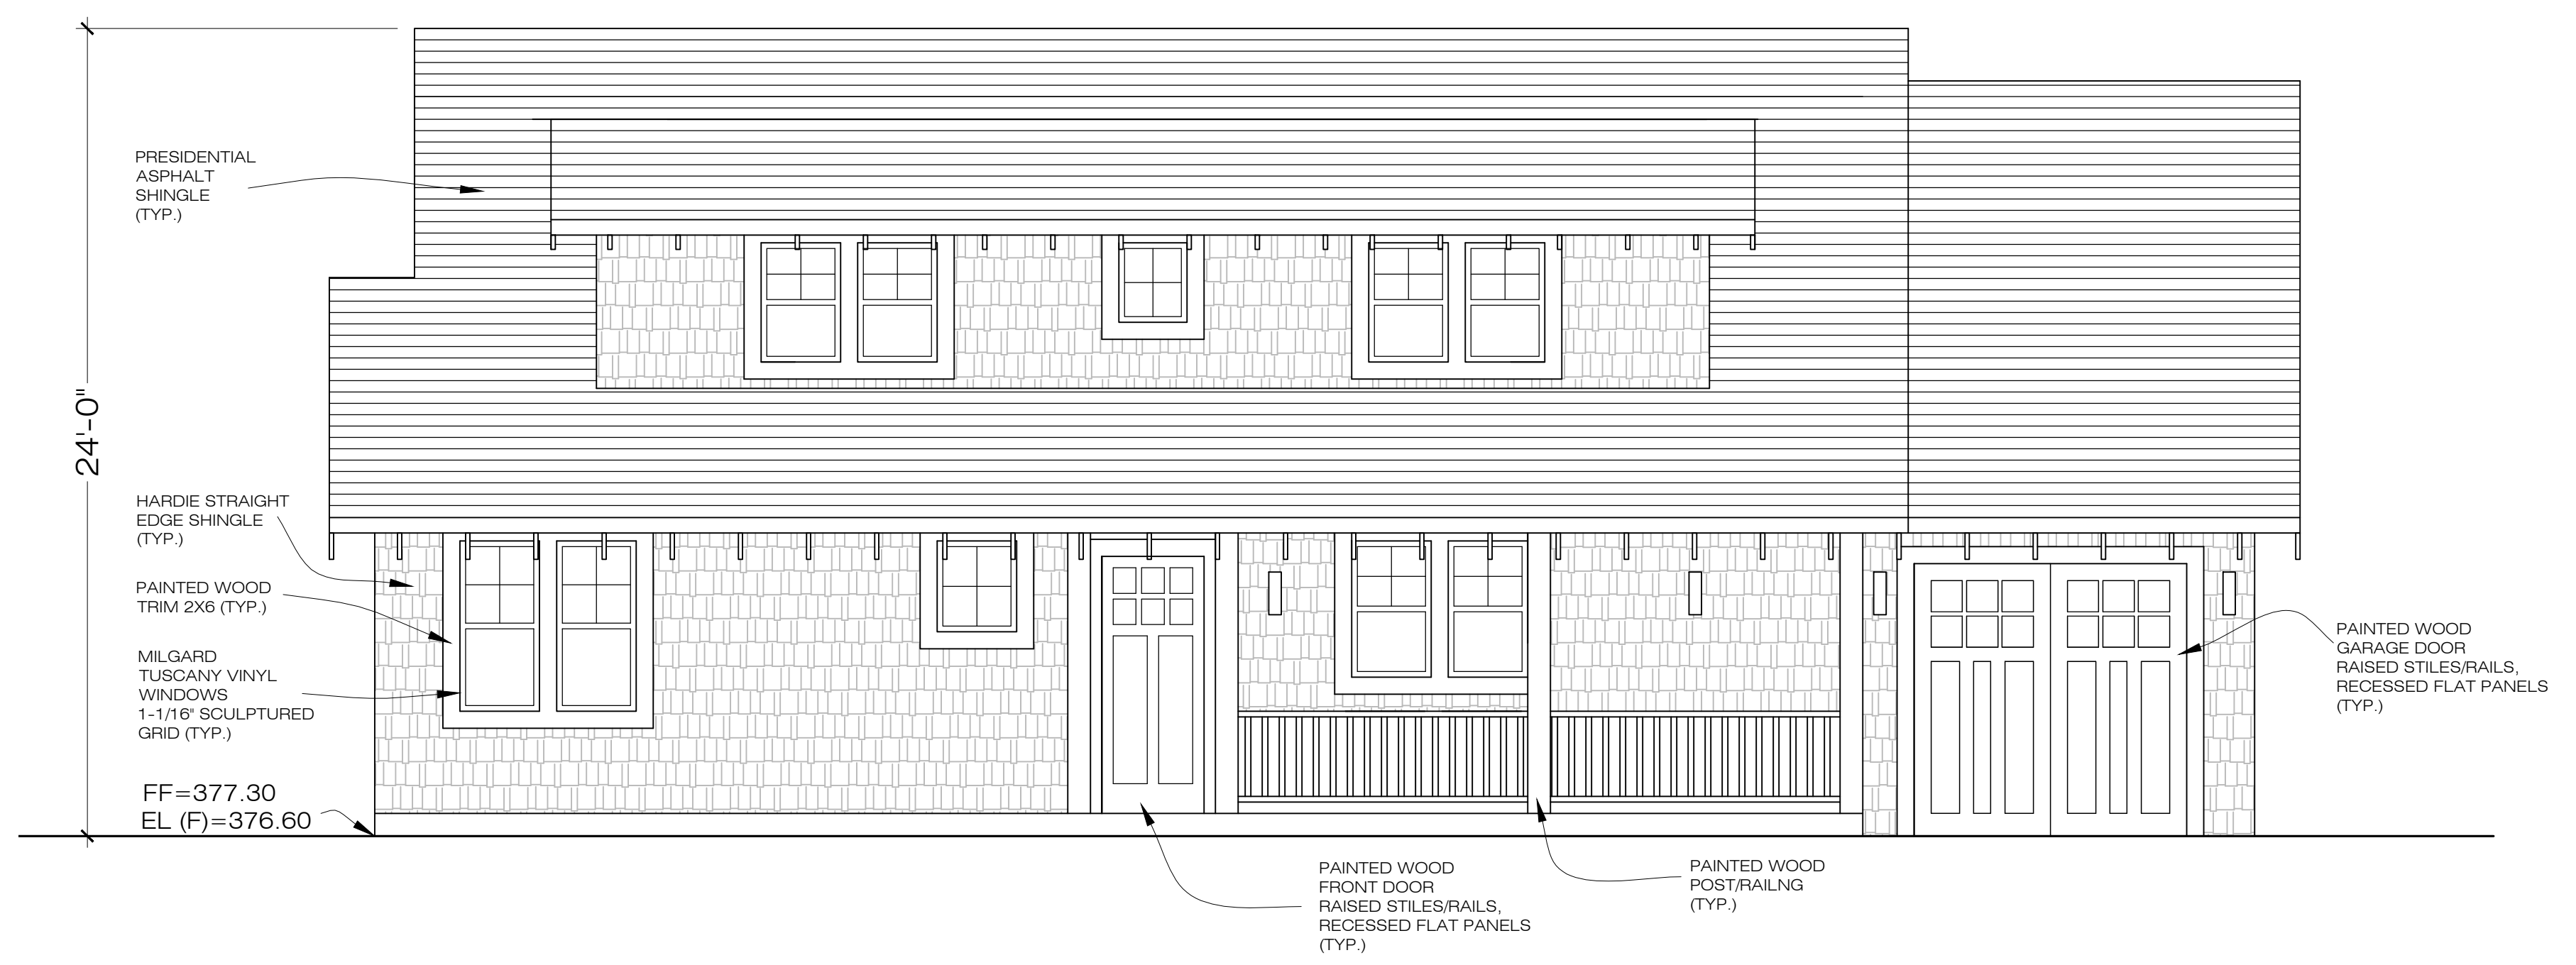 PRESIDENTIAL
ASPHALT
SHINGLE
(TYP.)
24'-0"
HARDIE STRAIGHT
EDGE SHINGLE
(TYP.)
PAINTED WOOD
TRIM 2X6 (TYP.)
MILGARD
TUSCANY VINYL
WINDOWS
1-1/16" SCULPTURED
GRID (TYP.)
FF=377.30
EL (F)=376.60
PAINTED WOOD
FRONT DOOR
RAISED STILES/RAILS,
RECESSED FLAT PANELS
(TYP.)
PAINTED WOOD
POST/RAILNG
(TYP.)
PAINTED WOOD
GARAGE DOOR
RAISED STILES/RAILS,
RECESSED FLAT PANELS
(TYP.)